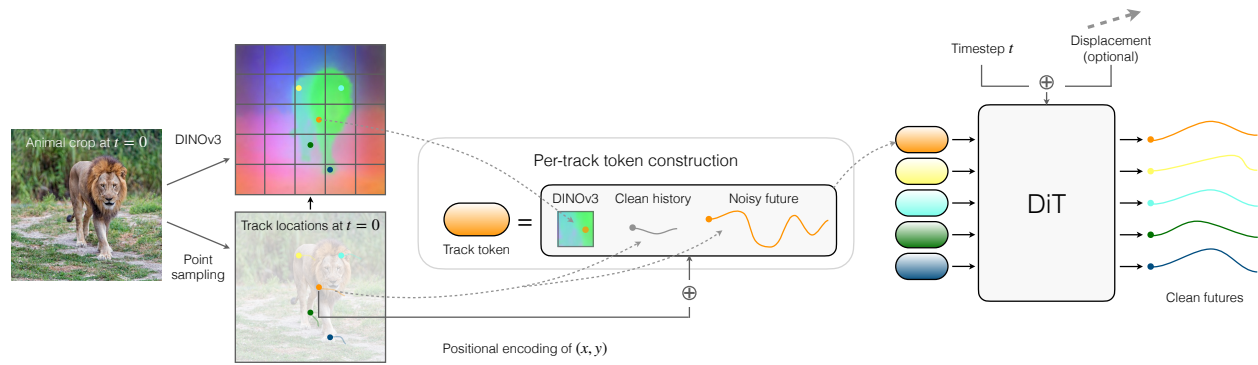 Animal crop at t = 0
DINOv3
Point
sampling
Track locations at t = 0
Per-track token construction
Track token
=
DINOv3
Clean history
Noisy future
⊕
Positional encoding of (x, y)
Timestep t
Displacement
(optional)
⊕
DiT
Clean futures